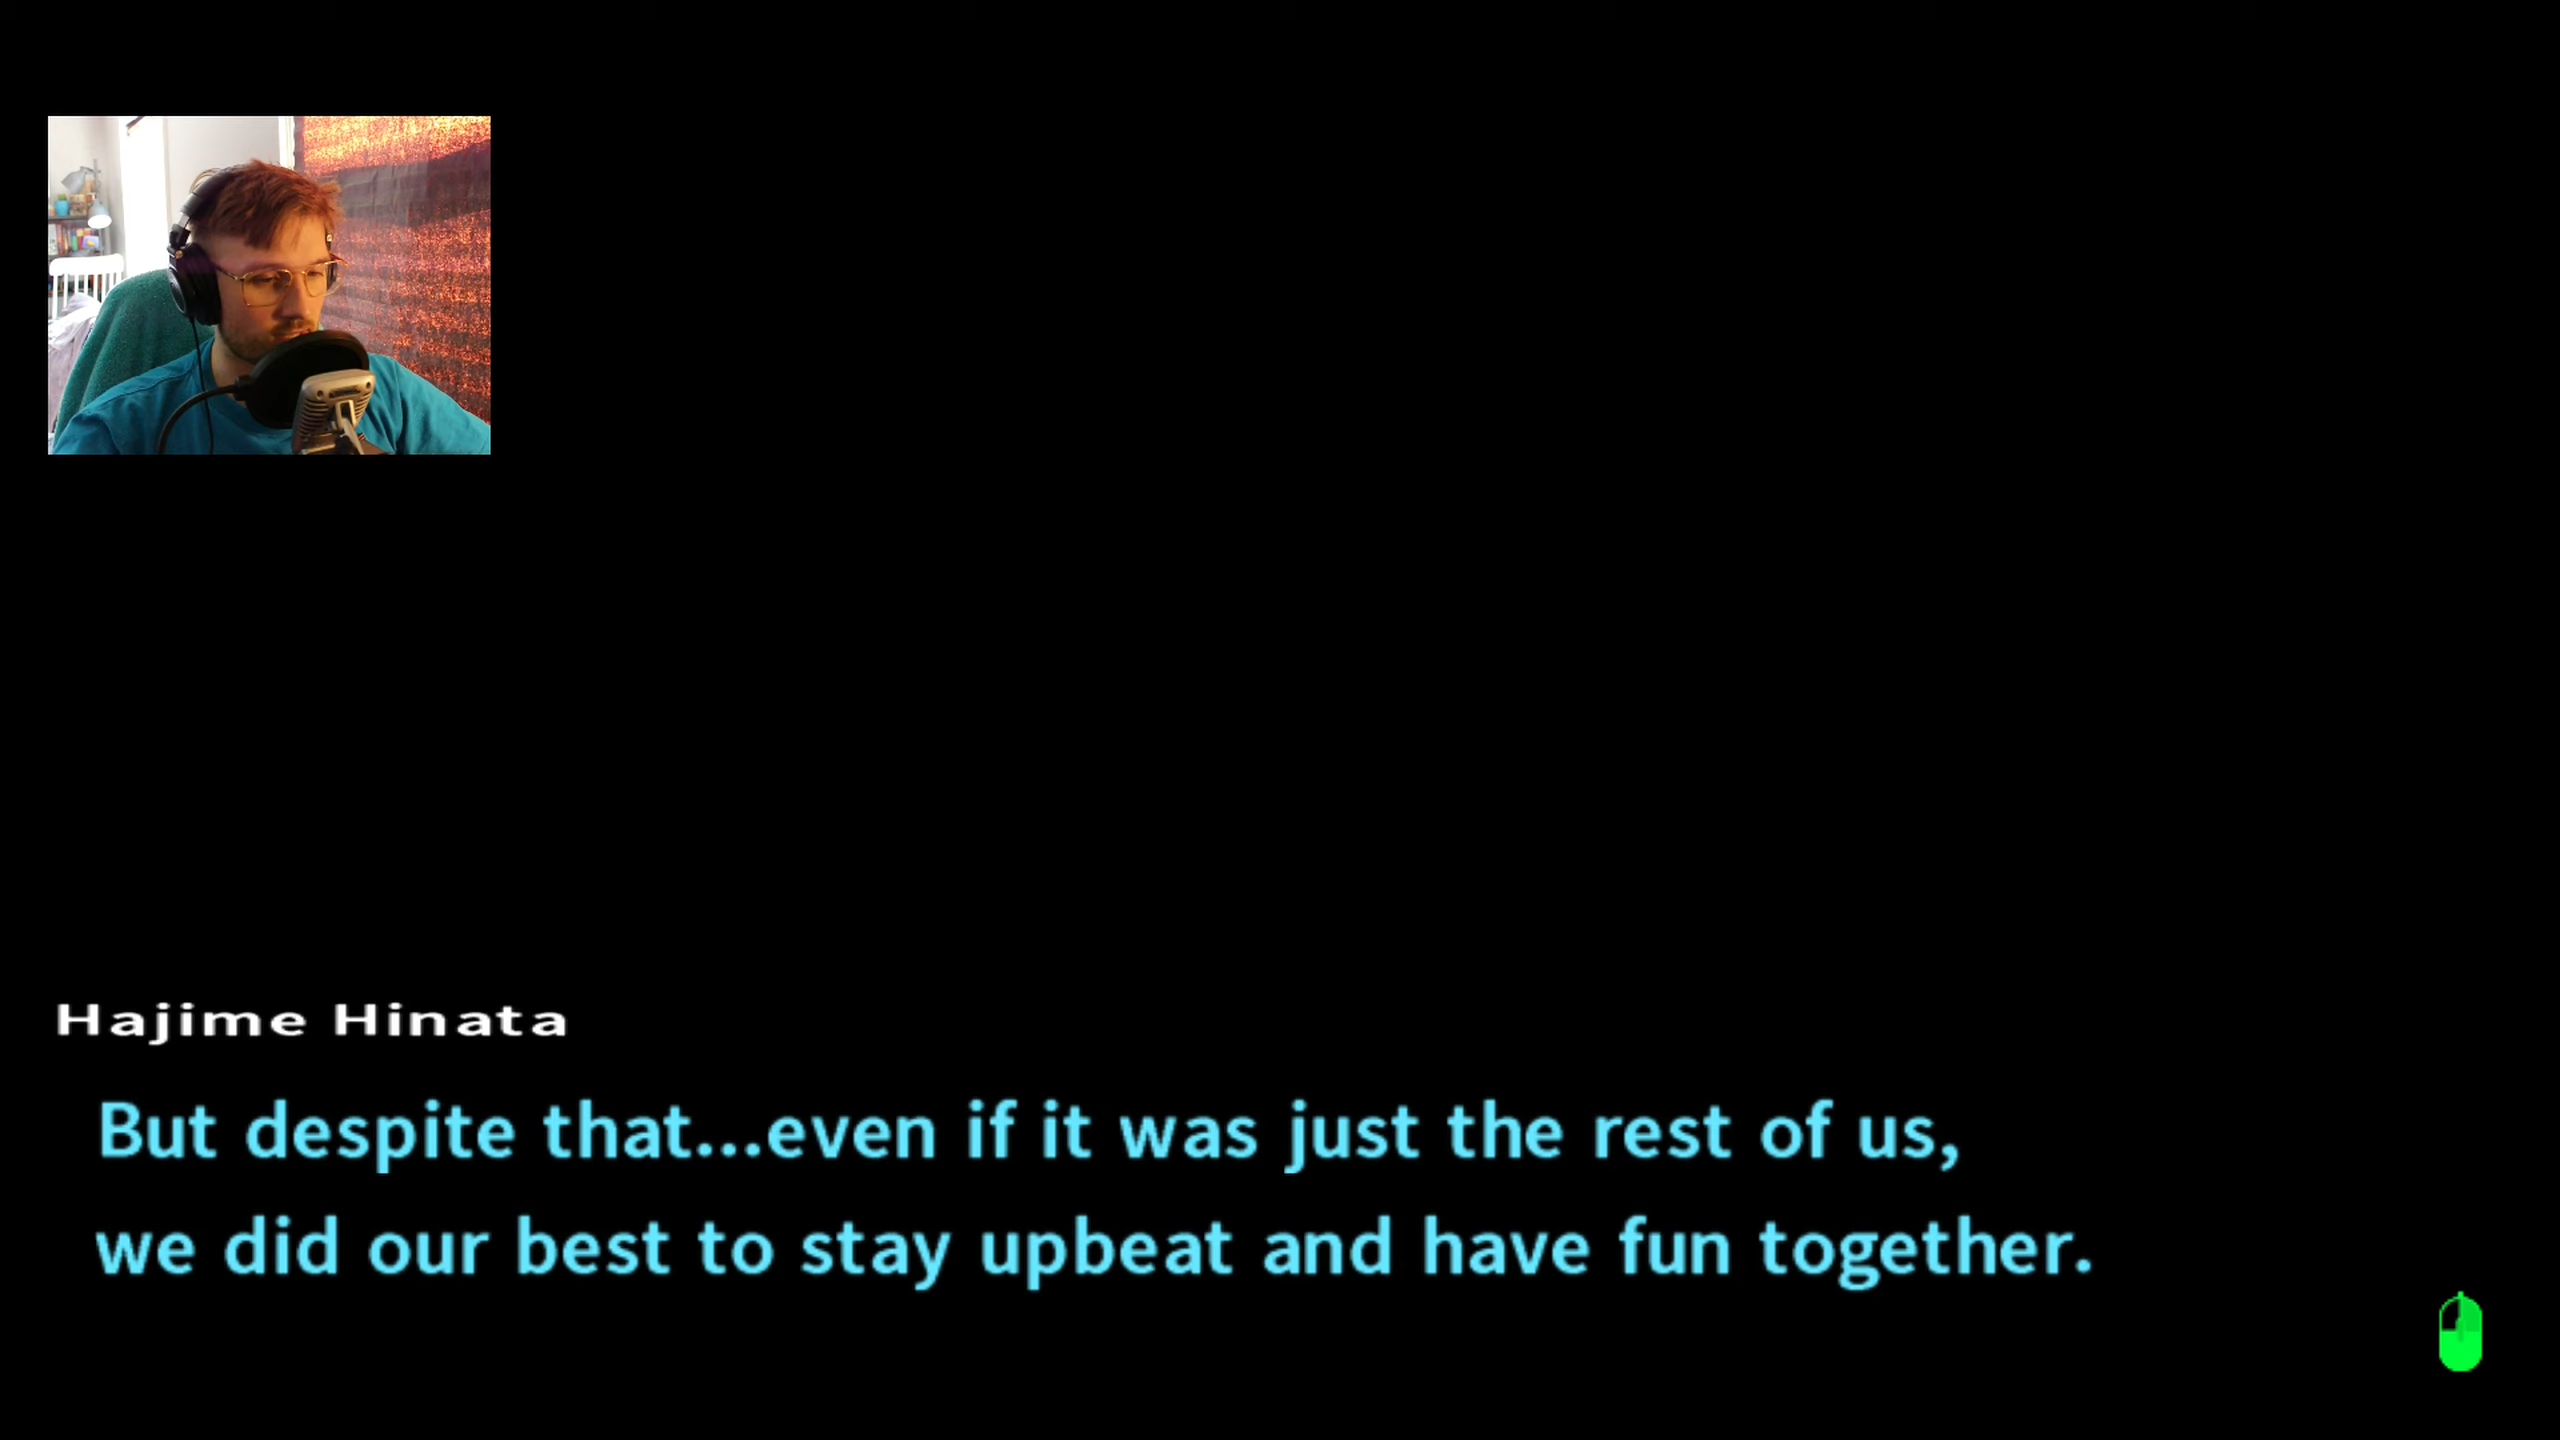 Hajime Hinata
But despite that...even if it was just the rest of us,
we did our best to stay upbeat and have fun together.